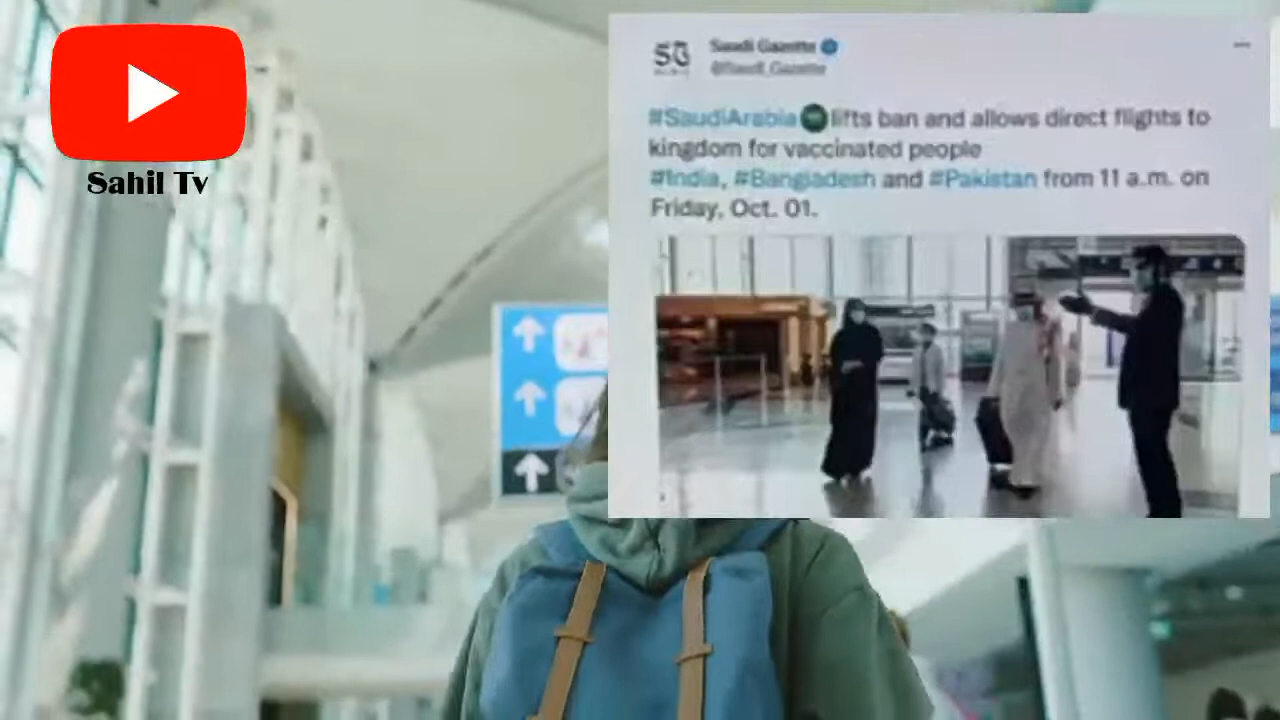 Sahil Tv
SG
Saudi Gazette
@Saudi_Gazette
#SaudiArabia lifts ban and allows direct flights to
kingdom for vaccinated people
#India, #Bangladesh and #Pakistan from 11 a.m. on
Friday, Oct. 01.